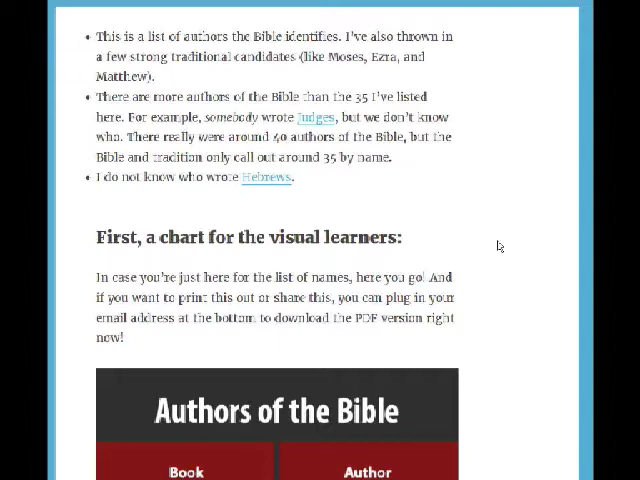 • This is a list of authors the Bible identifies. I've also thrown in
a few strong traditional candidates (like Moses, Ezra, and
Matthew).
• There are more authors of the Bible than the 35 I've listed
here. For example, somebody wrote Judges, but we don't know
who. There really were around 40 authors of the Bible, but the
Bible and tradition only call out around 35 by name.
• I do not know who wrote Hebrews.
First, a chart for the visual learners:
In case you're just here for the list of names, here you go! And
if you want to print this out or share this, you can plug in your
email address at the bottom to download the PDF version right
now!
Authors of the Bible
Book Author